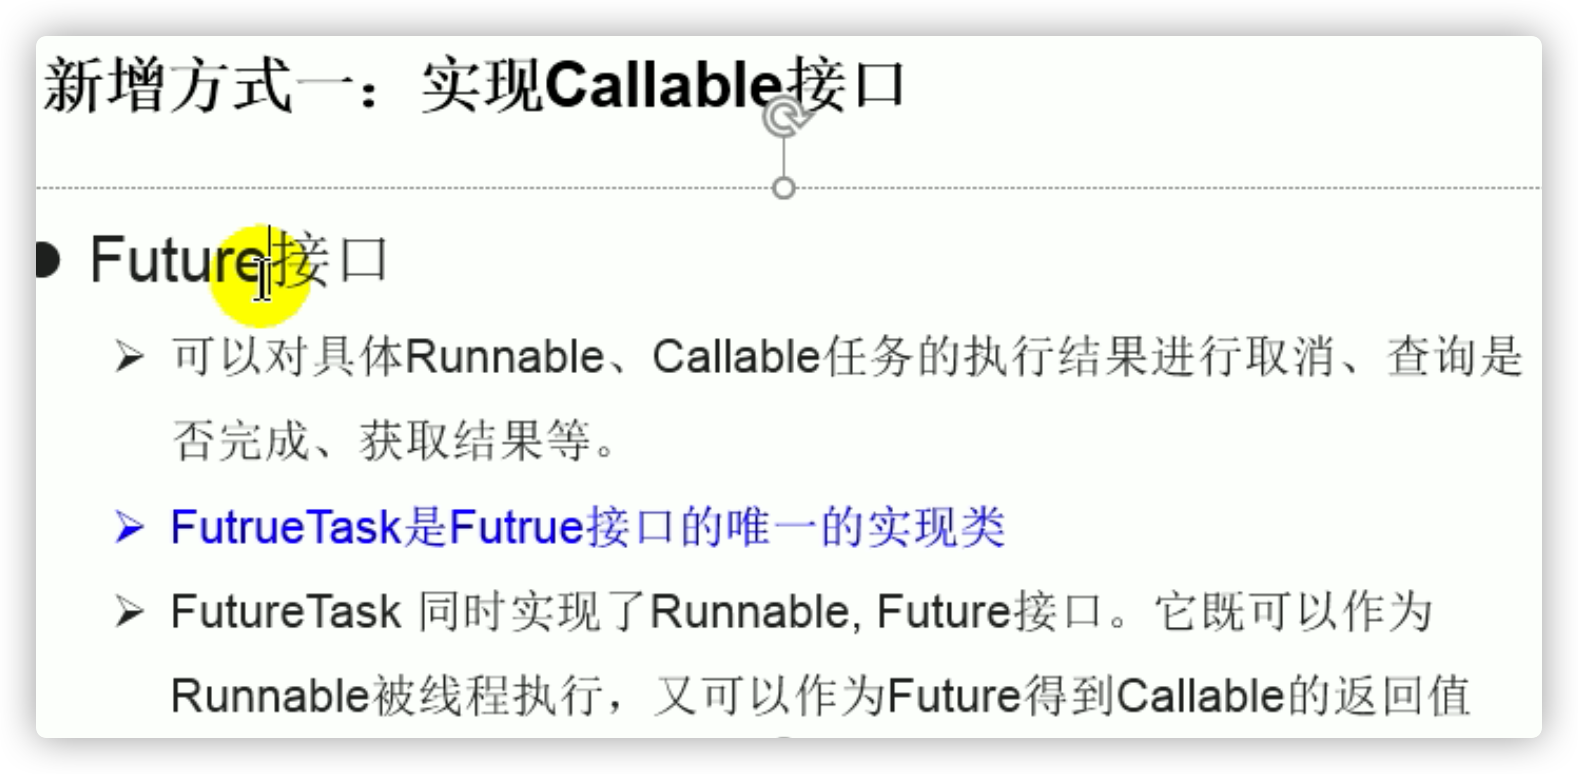 新增方式一：实现Callable接口
Future接口
可以对具体Runnable、Callable任务的执行结果进行取消、查询是
否完成、获取结果等。
FutrueTask是Futrue接口的唯一的实现类
FutureTask 同时实现了Runnable, Future接口。它既可以作为
Runnable被线程执行，又可以作为Future得到Callable的返回值